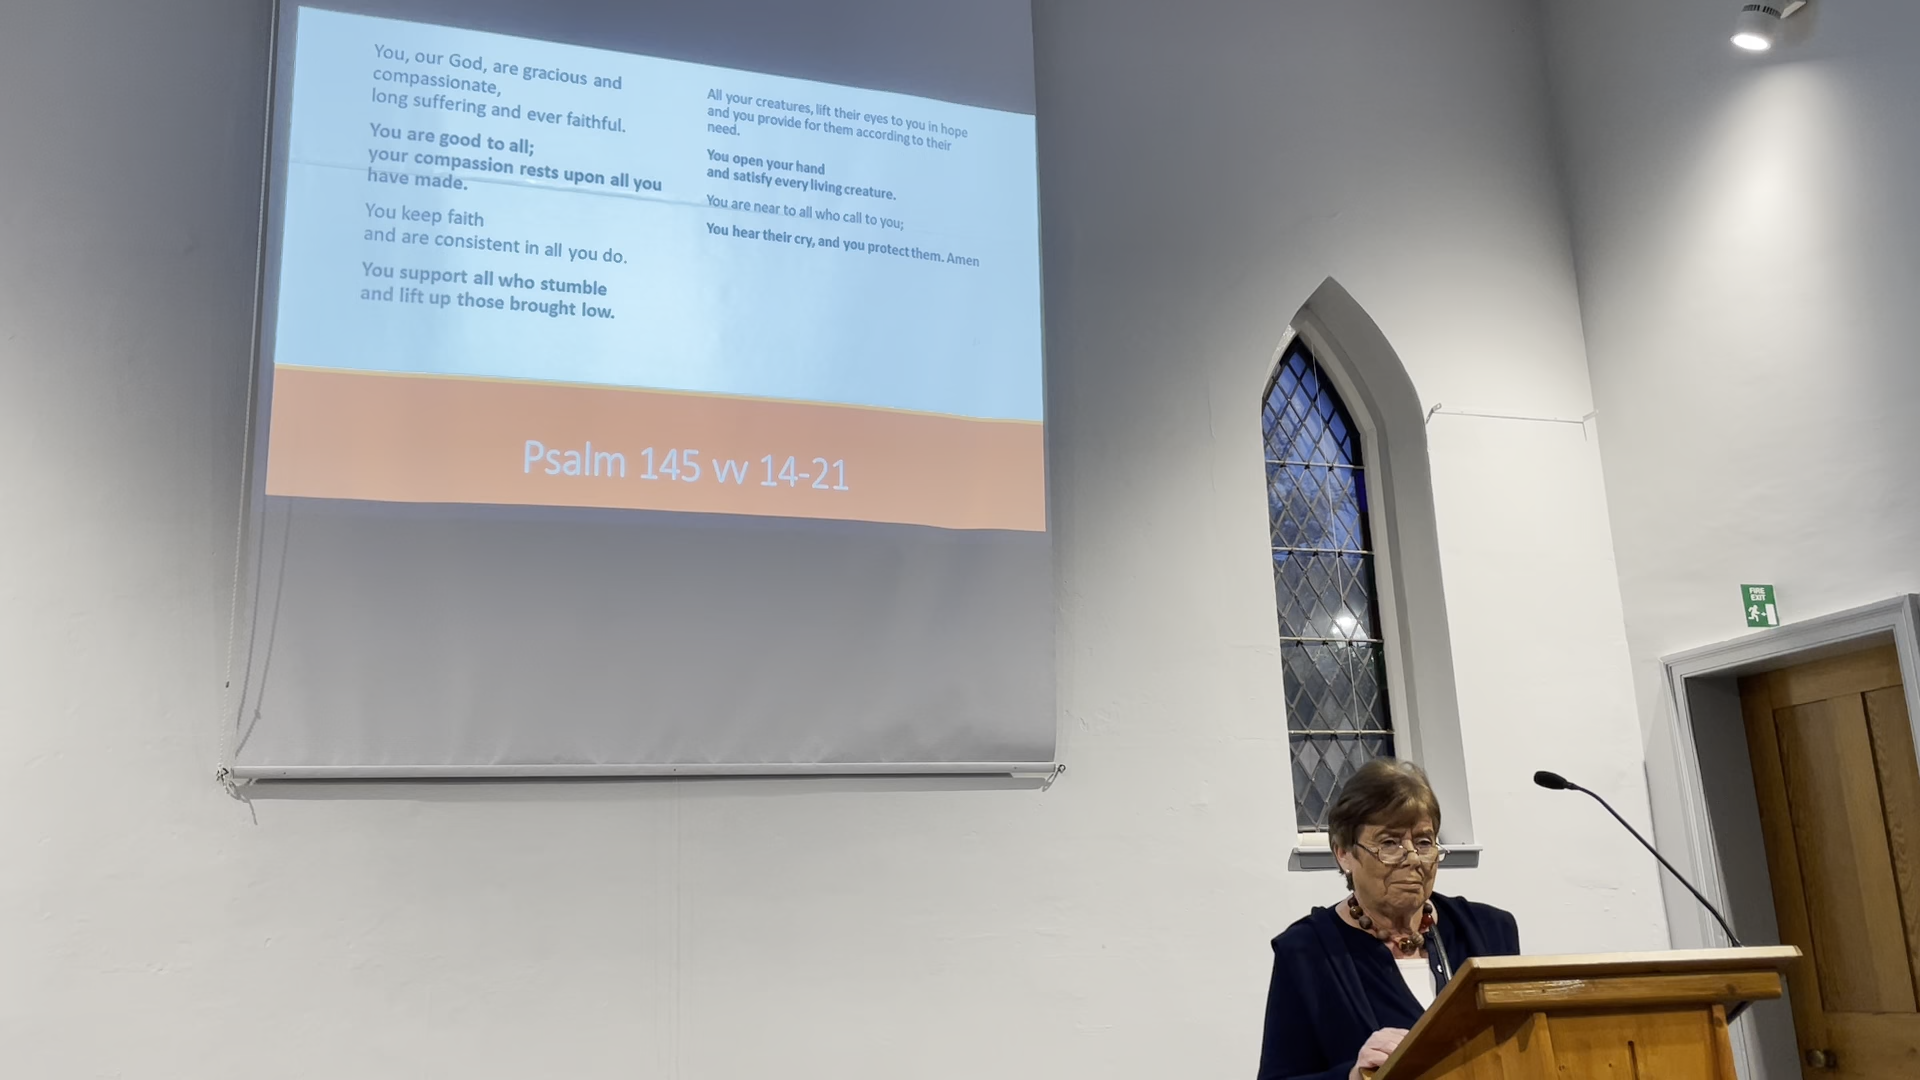 You, our God, are gracious and
compassionate,
long suffering and ever faithful.
You are good to all;
your compassion rests upon all you
have made.
You keep faith
and are consistent in all you do.
You support all who stumble
and lift up those brought low.
All your creatures, lift their eyes to you in hope
and you provide for them according to their
need.
You open your hand
and satisfy every living creature.
You are near to all who call to you;
You hear their cry, and you protect them. Amen
Psalm 145 vv 14-21
FIRE
EXIT